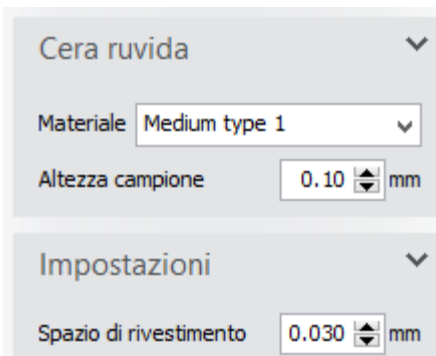 Cera ruvida
Materiale Medium type 1
Altezza campione 0.10 mm
Impostazioni
Spazio di rivestimento 0.030 mm